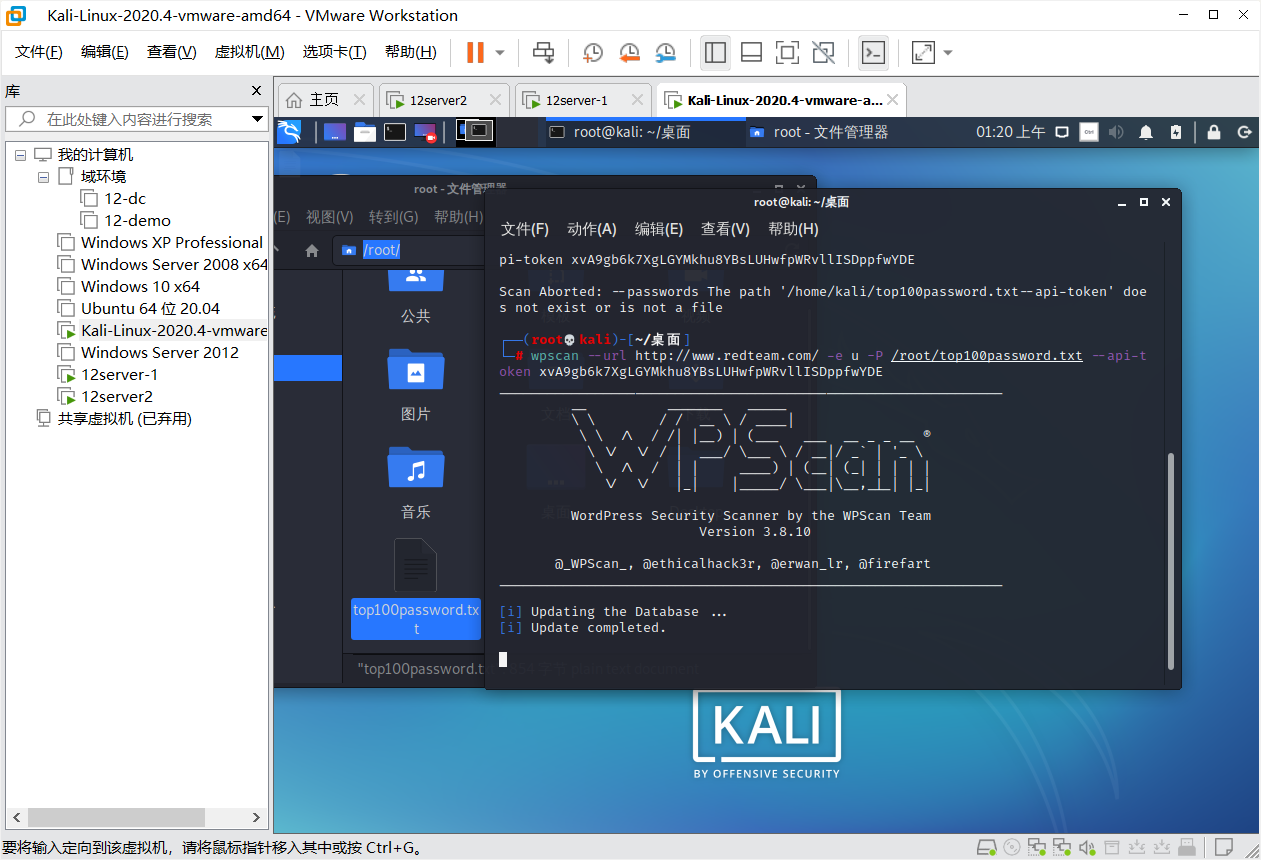 Kali-Linux-2020.4-vmware-amd64 - VMware Workstation
文件(F) 编辑(E) 查看(V) 虚拟机(M) 选项卡(T) 帮助(H)
库
在此处键入内容进行搜索
我的计算机
域环境
12-dc
12-demo
Windows XP Professional
Windows Server 2008 x64
Windows 10 x64
Ubuntu 64 位 20.04
Kali-Linux-2020.4-vmware
Windows Server 2012
12server-1
12server2
共享虚拟机 (已弃用)
主页 12server2 12server-1 Kali-Linux-2020.4-vmware-a...
root@kali: ~/桌面 root - 文件管理器 01:20 上午
root - 文件管理器
(E) 视图(V) 转到(G) 帮助(H)
/root/
公共
图片
音乐
top100password.tx
t
"top100password.t
root@kali: ~/桌面
文件(F) 动作(A) 编辑(E) 查看(V) 帮助(H)
pi-token xvA9gb6k7XgLGYMkhu8YBsLUHwfpWRvllISDppfwYDE
Scan Aborted: --passwords The path '/home/kali/top100password.txt--api-token' doe
s not exist or is not a file
(root💀kali)-[~/桌面]
# wpscan --url http://www.redteam.com/ -e u -P /root/top100password.txt --api-t
oken xvA9gb6k7XgLGYMkhu8YBsLUHwfpWRvllISDppfwYDE
WPScan ®
WordPress Security Scanner by the WPScan Team
Version 3.8.10
@_WPScan_, @ethicalhack3r, @erwan_lr, @firefart
[i] Updating the Database ...
[i] Update completed.
KALI
BY OFFENSIVE SECURITY
要将输入定向到该虚拟机，请将鼠标指针移入其中或按 Ctrl+G。